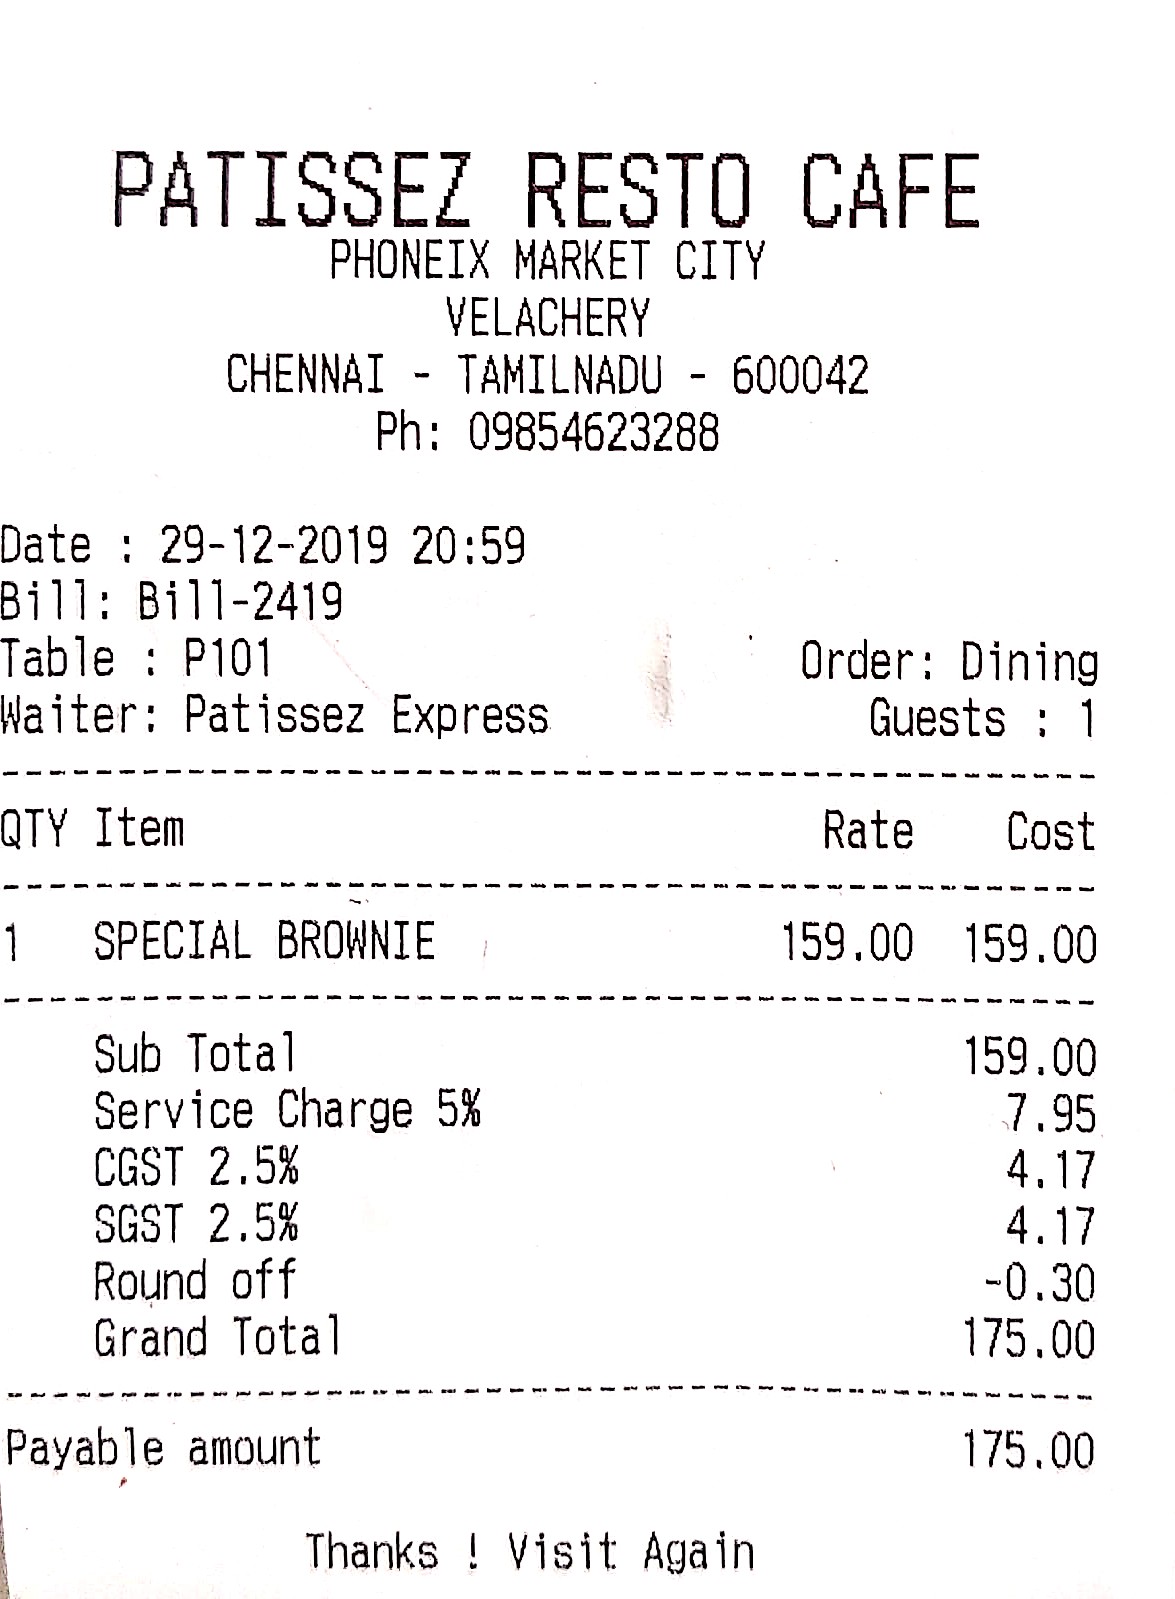 PATISSEZ RESTO CAFE
PHONEIX MARKET CITY
VELACHERY
CHENNAI - TAMILNADU - 600042
Ph: 09854623288
Date : 29-12-2019 20:59
Bill: Bill-2419
Table : P101 Order: Dining
Waiter: Patissez Express Guests : 1
QTY Item Rate Cost
1 SPECIAL BROWNIE 159.00 159.00
Sub Total 159.00
Service Charge 5% 7.95
CGST 2.5% 4.17
SGST 2.5% 4.17
Round off -0.30
Grand Total 175.00
Payable amount 175.00
Thanks ! Visit Again